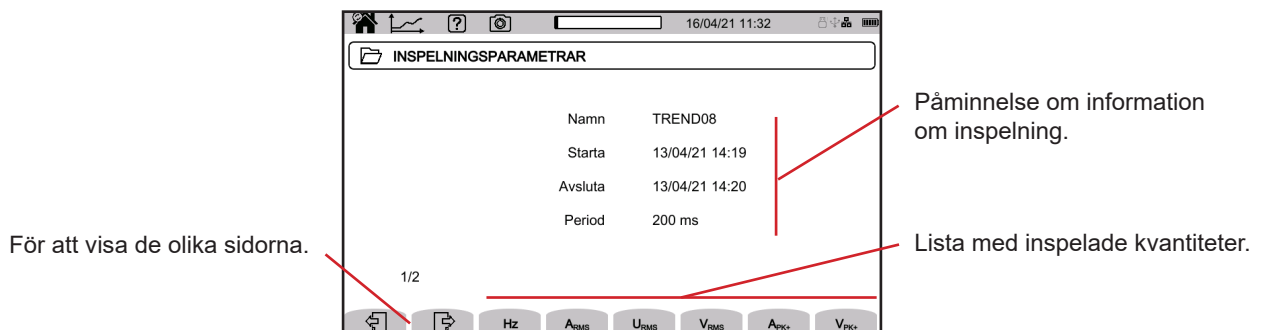 16/04/21 11:32
INSPELNINGSPARAMETRAR
Namn TREND08
Starta 13/04/21 14:19
Avsluta 13/04/21 14:20
Period 200 ms
1/2
Hz ARMS URMS VRMS APK+ VPK+
Påminnelse om information
om inspelning.
För att visa de olika sidorna.
Lista med inspelade kvantiteter.